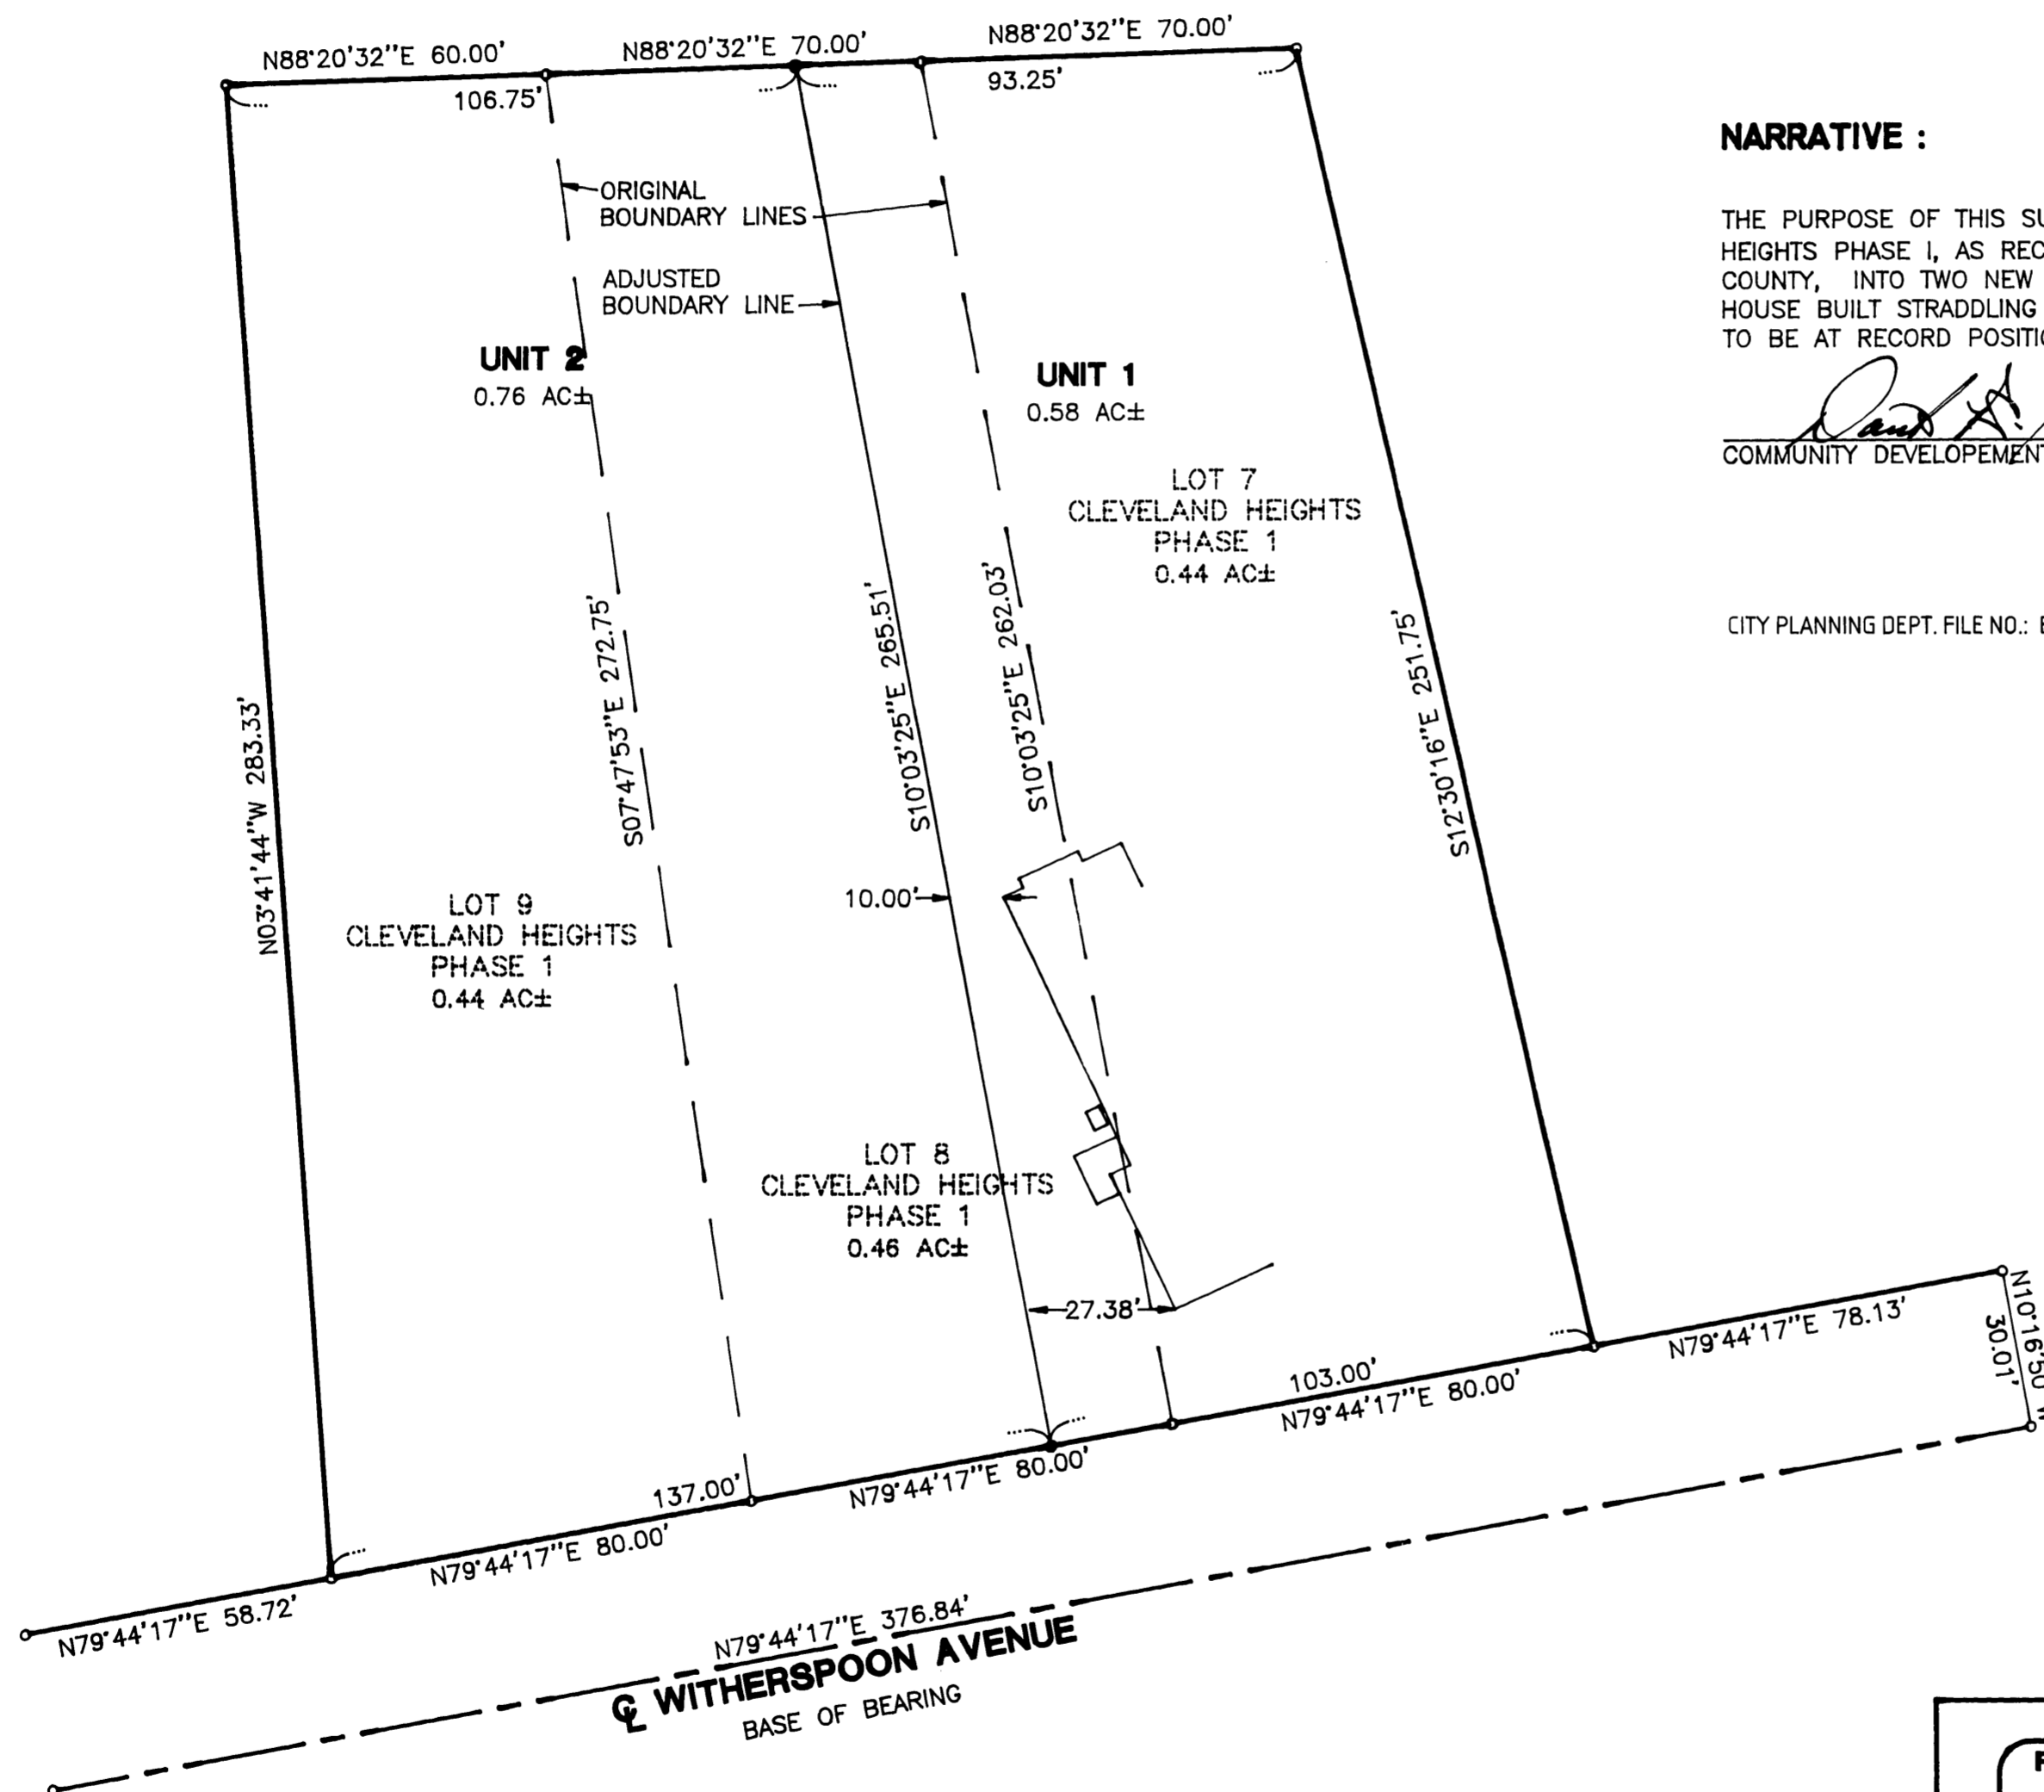 N88°20'32"E 60.00'
N88°20'32"E 70.00'
N88°20'32"E 70.00'
106.75'
93.25'
ORIGINAL
BOUNDARY LINES
ADJUSTED
BOUNDARY LINE
UNIT 2
0.76 AC±
UNIT 1
0.58 AC±
LOT 7
CLEVELAND HEIGHTS
PHASE 1
0.44 AC±
N03°41'44"W 283.33'
S07°47'53"E 272.75'
S10°03'25"E 265.51'
S10°03'25"E 262.03'
S12°30'16"E 251.75'
10.00'
LOT 9
CLEVELAND HEIGHTS
PHASE 1
0.44 AC±
LOT 8
CLEVELAND HEIGHTS
PHASE 1
0.46 AC±
27.38'
103.00'
N79°44'17"E 80.00'
N79°44'17"E 78.13'
N10°16'50"W
30.01'
137.00'
N79°44'17"E 80.00'
N79°44'17"E 80.00'
N79°44'17"E 58.72'
N79°44'17"E 376.84'
℄ WITHERSPOON AVENUE
BASE OF BEARING
NARRATIVE :
THE PURPOSE OF THIS SU
HEIGHTS PHASE I, AS REC
COUNTY, INTO TWO NEW
HOUSE BUILT STRADDLING
TO BE AT RECORD POSITI
COMMUNITY DEVELOPEMENT
CITY PLANNING DEPT. FILE NO.: